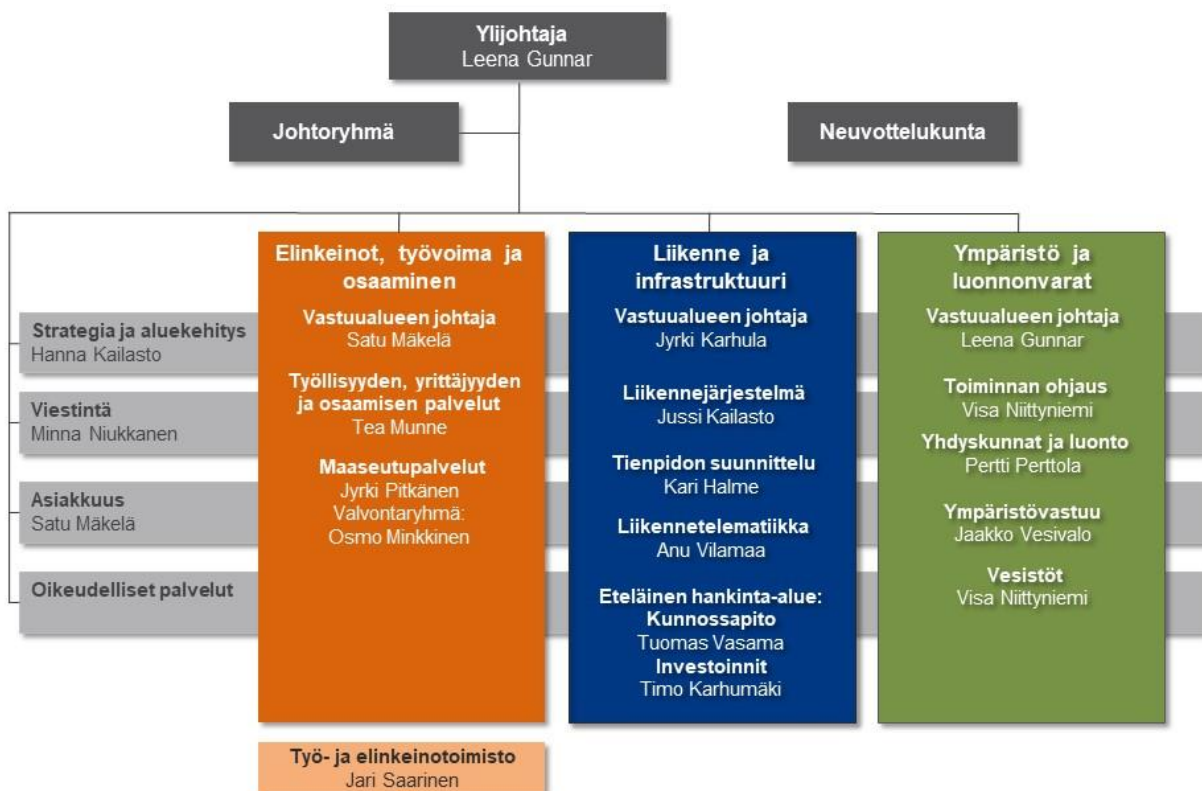 Ylijohtaja
Leena Gunnar
Johtoryhmä
Neuvottelukunta
Strategia ja aluekehitys
Hanna Kailasto
Viestintä
Minna Niukkanen
Asiakkuus
Satu Mäkelä
Oikeudelliset palvelut
Elinkeinot, työvoima ja
osaaminen
Vastuualueen johtaja
Satu Mäkelä
Työllisyyden, yrittäjyyden
ja osaamisen palvelut
Tea Munne
Maaseutupalvelut
Jyrki Pitkänen
Valvontaryhmä:
Osmo Minkkinen
Työ- ja elinkeinotoimisto
Jari Saarinen
Liikenne ja
infrastruktuuri
Vastuualueen johtaja
Jyrki Karhula
Liikennejärjestelmä
Jussi Kailasto
Tienpidon suunnittelu
Kari Halme
Liikennetelematiikka
Anu Vilamaa
Eteläinen hankinta-alue:
Kunnossapito
Tuomas Vasama
Investoinnit
Timo Karhumäki
Ympäristö ja
luonnonvarat
Vastuualueen johtaja
Leena Gunnar
Toiminnan ohjaus
Visa Niittyniemi
Yhdyskunnat ja luonto
Pertti Perttola
Ympäristövastuu
Jaakko Vesivalo
Vesistöt
Visa Niittyniemi